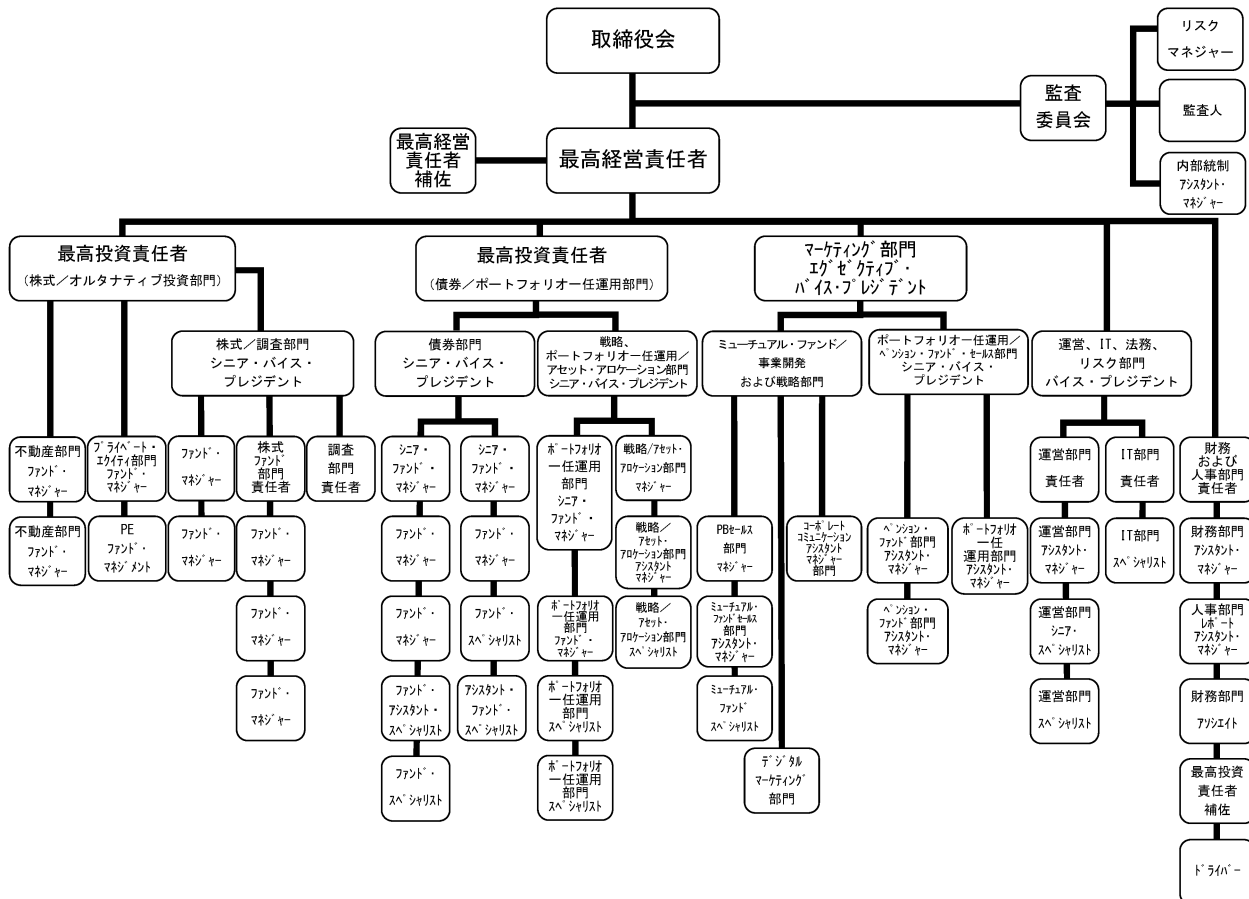 取締役会
リスク
マネジャー
監査
委員会
監査人
内部統制
アシスタント・
マネジャー
最高経営
責任者
補佐
最高経営責任者
最高投資責任者
（株式／オルタナティブ投資部門）
最高投資責任者
（債券／ポートフォリオ一任運用部門）
マーケティング部門
エグゼクティブ・
バイス・プレジデント
株式／調査部門
シニア・バイス・
プレジデント
債券部門
シニア・バイス・
プレジデント
戦略、
ポートフォリオ一任運用／
アセット・アロケーション部門
シニア・バイス・プレジデント
ミューチュアル・ファンド／
事業開発
および戦略部門
ポートフォリオ一任運用／
ペンション・ファンド・セールス部門
シニア・バイス・
プレジデント
運営、IT、法務、
リスク部門
バイス・プレジデント
不動産部門
ファンド・
マネジャー
プライベート・
エクイティ部門
ファンド・
マネジャー
ファンド・
マネジャー
株式
ファンド
部門
責任者
調査
部門
責任者
シニア・
ファンド・
マネジャー
シニア・
ファンド・
マネジャー
ポートフォリオ
一任運用
部門
シニア・
ファンド・
マネジャー
戦略/アセット・
アロケーション部門
マネジャー
運営部門
責任者
IT部門
責任者
財務
および
人事部門
責任者
不動産部門
ファンド・
マネジャー
PE
ファンド・
マネジメント
ファンド・
マネジャー
ファンド・
マネジャー
ファンド・
マネジャー
ファンド・
マネジャー
戦略／
アセット・
アロケーション部門
アシスタント
マネジャー
PBセールス
部門
マネジャー
コーポレート
コミュニケーション
アシスタント
マネジャー
部門
ペンション・
ファンド部門
アシスタント・
マネジャー
ポートフォリオ
一任
運用部門
アシスタント・
マネジャー
運営部門
アシスタント・
マネジャー
IT部門
スペシャリスト
財務部門
アシスタント・
マネジャー
ファンド・
マネジャー
ファンド・
マネジャー
ファンド・
スペシャリスト
ポートフォリオ
一任運用
部門
ファンド・
マネジャー
戦略／
アセット・
アロケーション部門
スペシャリスト
ミューチュアル・
ファンドセールス
部門
アシスタント・
マネジャー
ペンション・
ファンド部門
アシスタント・
マネジャー
運営部門
シニア・
スペシャリスト
人事部門
レポート
アシスタント・
マネジャー
ファンド・
マネジャー
ファンド・
アシスタント・
スペシャリスト
アシスタント・
ファンド・
スペシャリスト
ポートフォリオ
一任運用
部門
スペシャリスト
ミューチュアル・
ファンド
スペシャリスト
運営部門
スペシャリスト
財務部門
アソシエイト
ファンド・
スペシャリスト
ポートフォリオ
一任運用
部門
スペシャリスト
デジタル
マーケティング
部門
最高投資
責任者
補佐
ドライバー